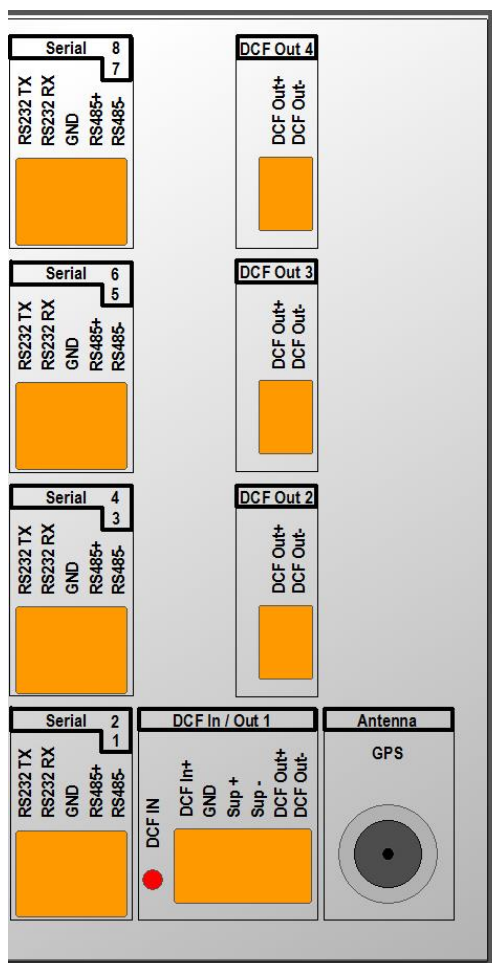 Serial 8
7
RS232 TX
RS232 RX
GND
RS485+
RS485-
DCF Out 4
DCF Out+
DCF Out-
Serial 6
5
RS232 TX
RS232 RX
GND
RS485+
RS485-
DCF Out 3
DCF Out+
DCF Out-
Serial 4
3
RS232 TX
RS232 RX
GND
RS485+
RS485-
DCF Out 2
DCF Out+
DCF Out-
Serial 2
1
RS232 TX
RS232 RX
GND
RS485+
RS485-
DCF In / Out 1
DCF IN
DCF In+
GND
Sup +
Sup -
DCF Out+
DCF Out-
Antenna
GPS